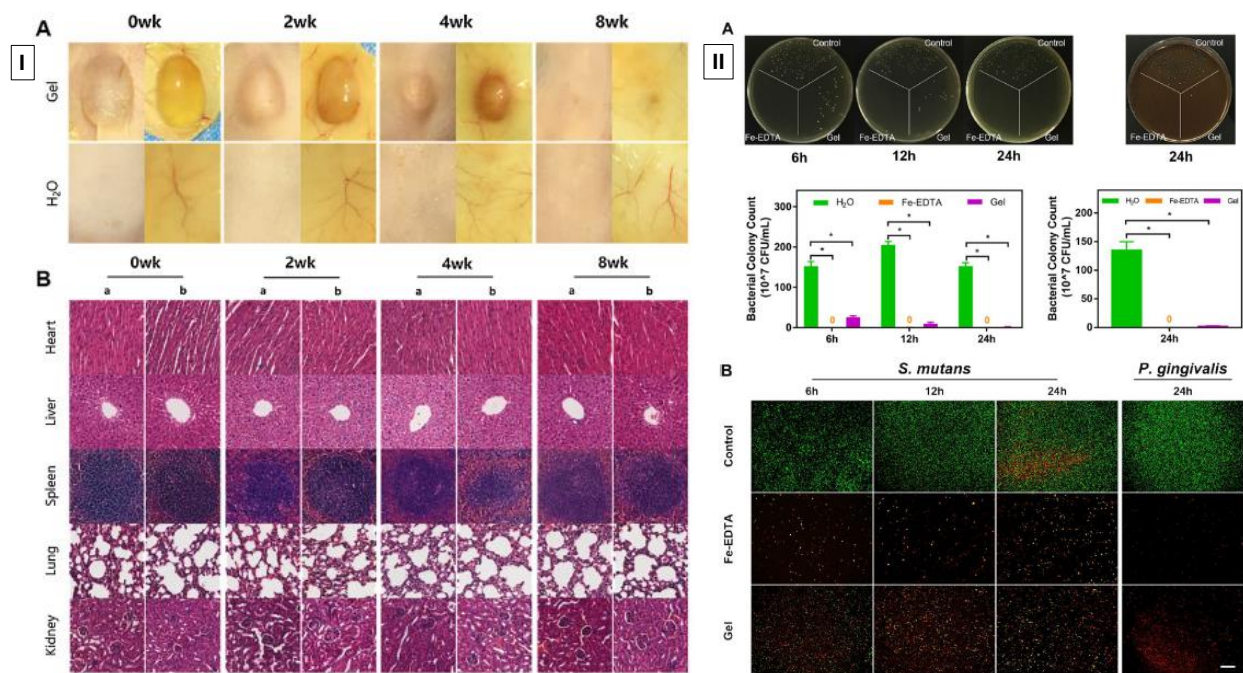 I
A
0wk 2wk 4wk 8wk
Gel
H₂O
B
0wk 2wk 4wk 8wk
a b a b a b a b
Heart
Liver
Spleen
Lung
Kidney
II
A
Control Control Control Control
Fe-EDTA Gel Fe-EDTA Gel Fe-EDTA Gel Fe-EDTA Gel
6h 12h 24h 24h
H₂O Fe-EDTA Gel
Bacterial Colony Count
(10^7 CFU/mL)
300
200
100
0
* * * * * *
0 0 0
6h 12h 24h
H₂O Fe-EDTA Gel
Bacterial Colony Count
(10^7 CFU/mL)
200
150
100
50
0
* *
0
24h
B
S. mutans P. gingivalis
6h 12h 24h 24h
Control
Fe-EDTA
Gel